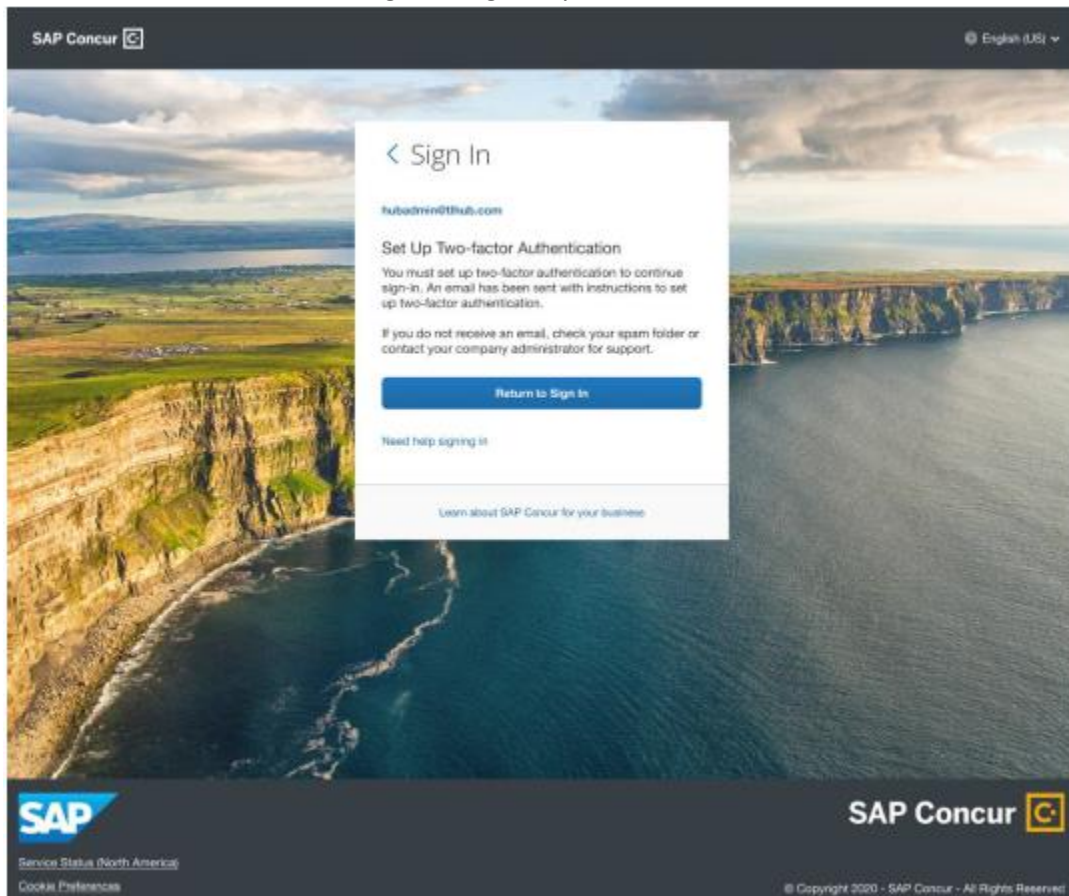 SAP Concur C
English (US)
Sign In
hubadmin@tlhub.com
Set Up Two-factor Authentication
You must set up two-factor authentication to continue
sign-in. An email has been sent with instructions to set
up two-factor authentication.
If you do not receive an email, check your spam folder or
contact your company administrator for support.
Return to Sign In
Need help signing in
Learn about SAP Concur for your business
SAP
SAP Concur C
Service Status (North America)
Cookie Preferences
© Copyright 2020 - SAP Concur - All Rights Reserved